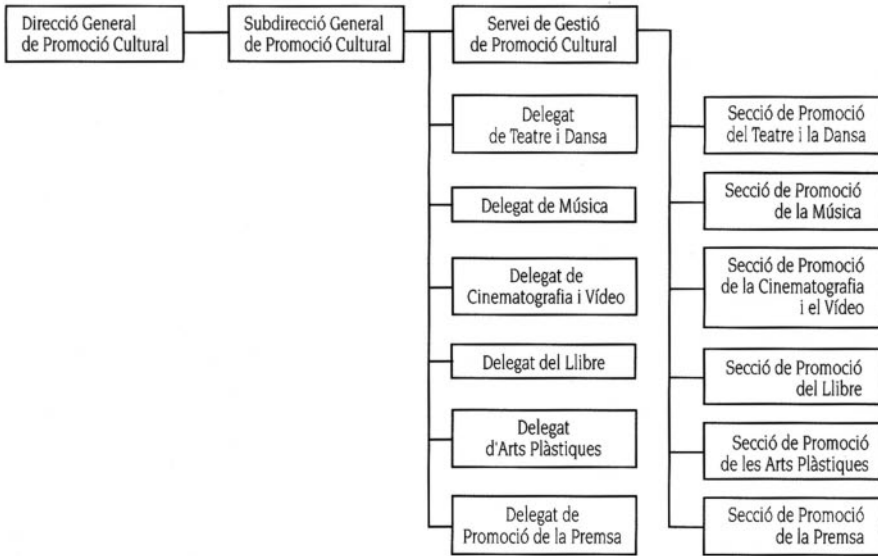 Direcció General
de Promoció Cultural
Subdirecció General
de Promoció Cultural
Servei de Gestió
de Promoció Cultural
Delegat
de Teatre i Dansa
Delegat de Música
Delegat de
Cinematografia i Vídeo
Delegat del Llibre
Delegat
d'Arts Plàstiques
Delegat de
Promoció de la Premsa
Secció de Promoció
del Teatre i la Dansa
Secció de Promoció
de la Música
Secció de Promoció
de la Cinematografia
i el Vídeo
Secció de Promoció
del Llibre
Secció de Promoció
de les Arts Plàstiques
Secció de Promoció
de la Premsa